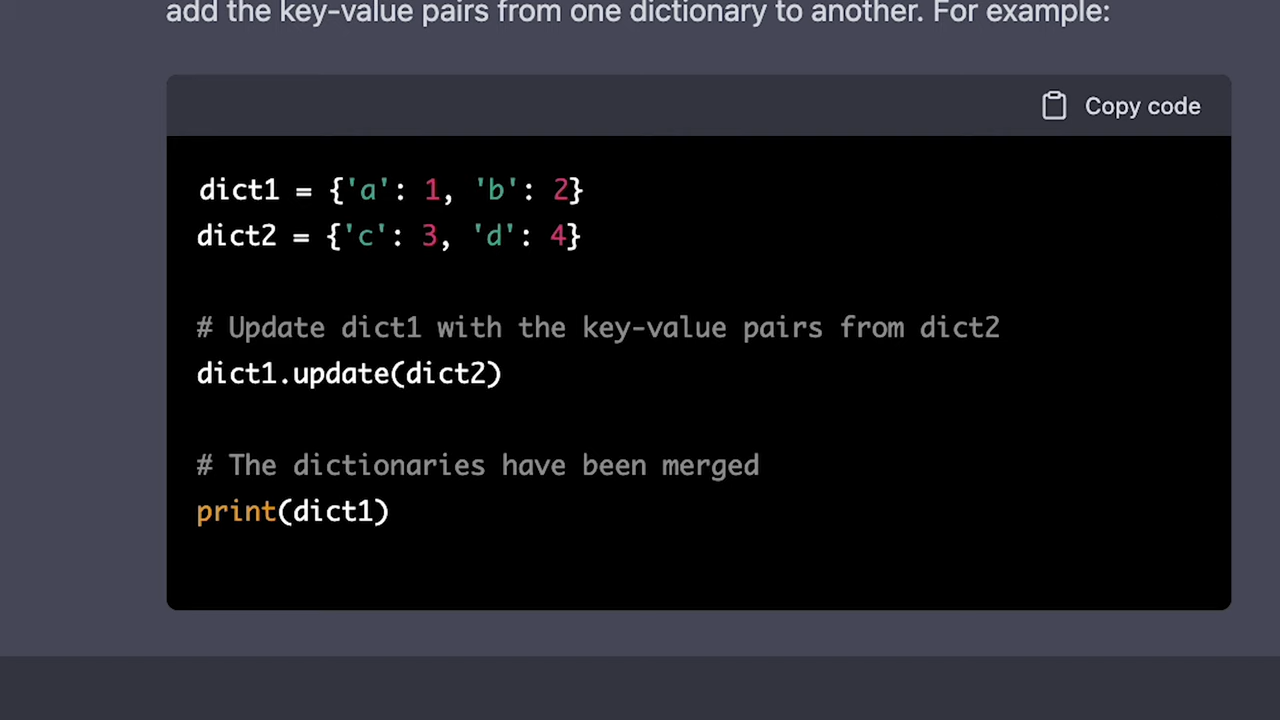 add the key-value pairs from one dictionary to another. For example:
Copy code
dict1 = {'a': 1, 'b': 2}
dict2 = {'c': 3, 'd': 4}
# Update dict1 with the key-value pairs from dict2
dict1.update(dict2)
# The dictionaries have been merged
print(dict1)